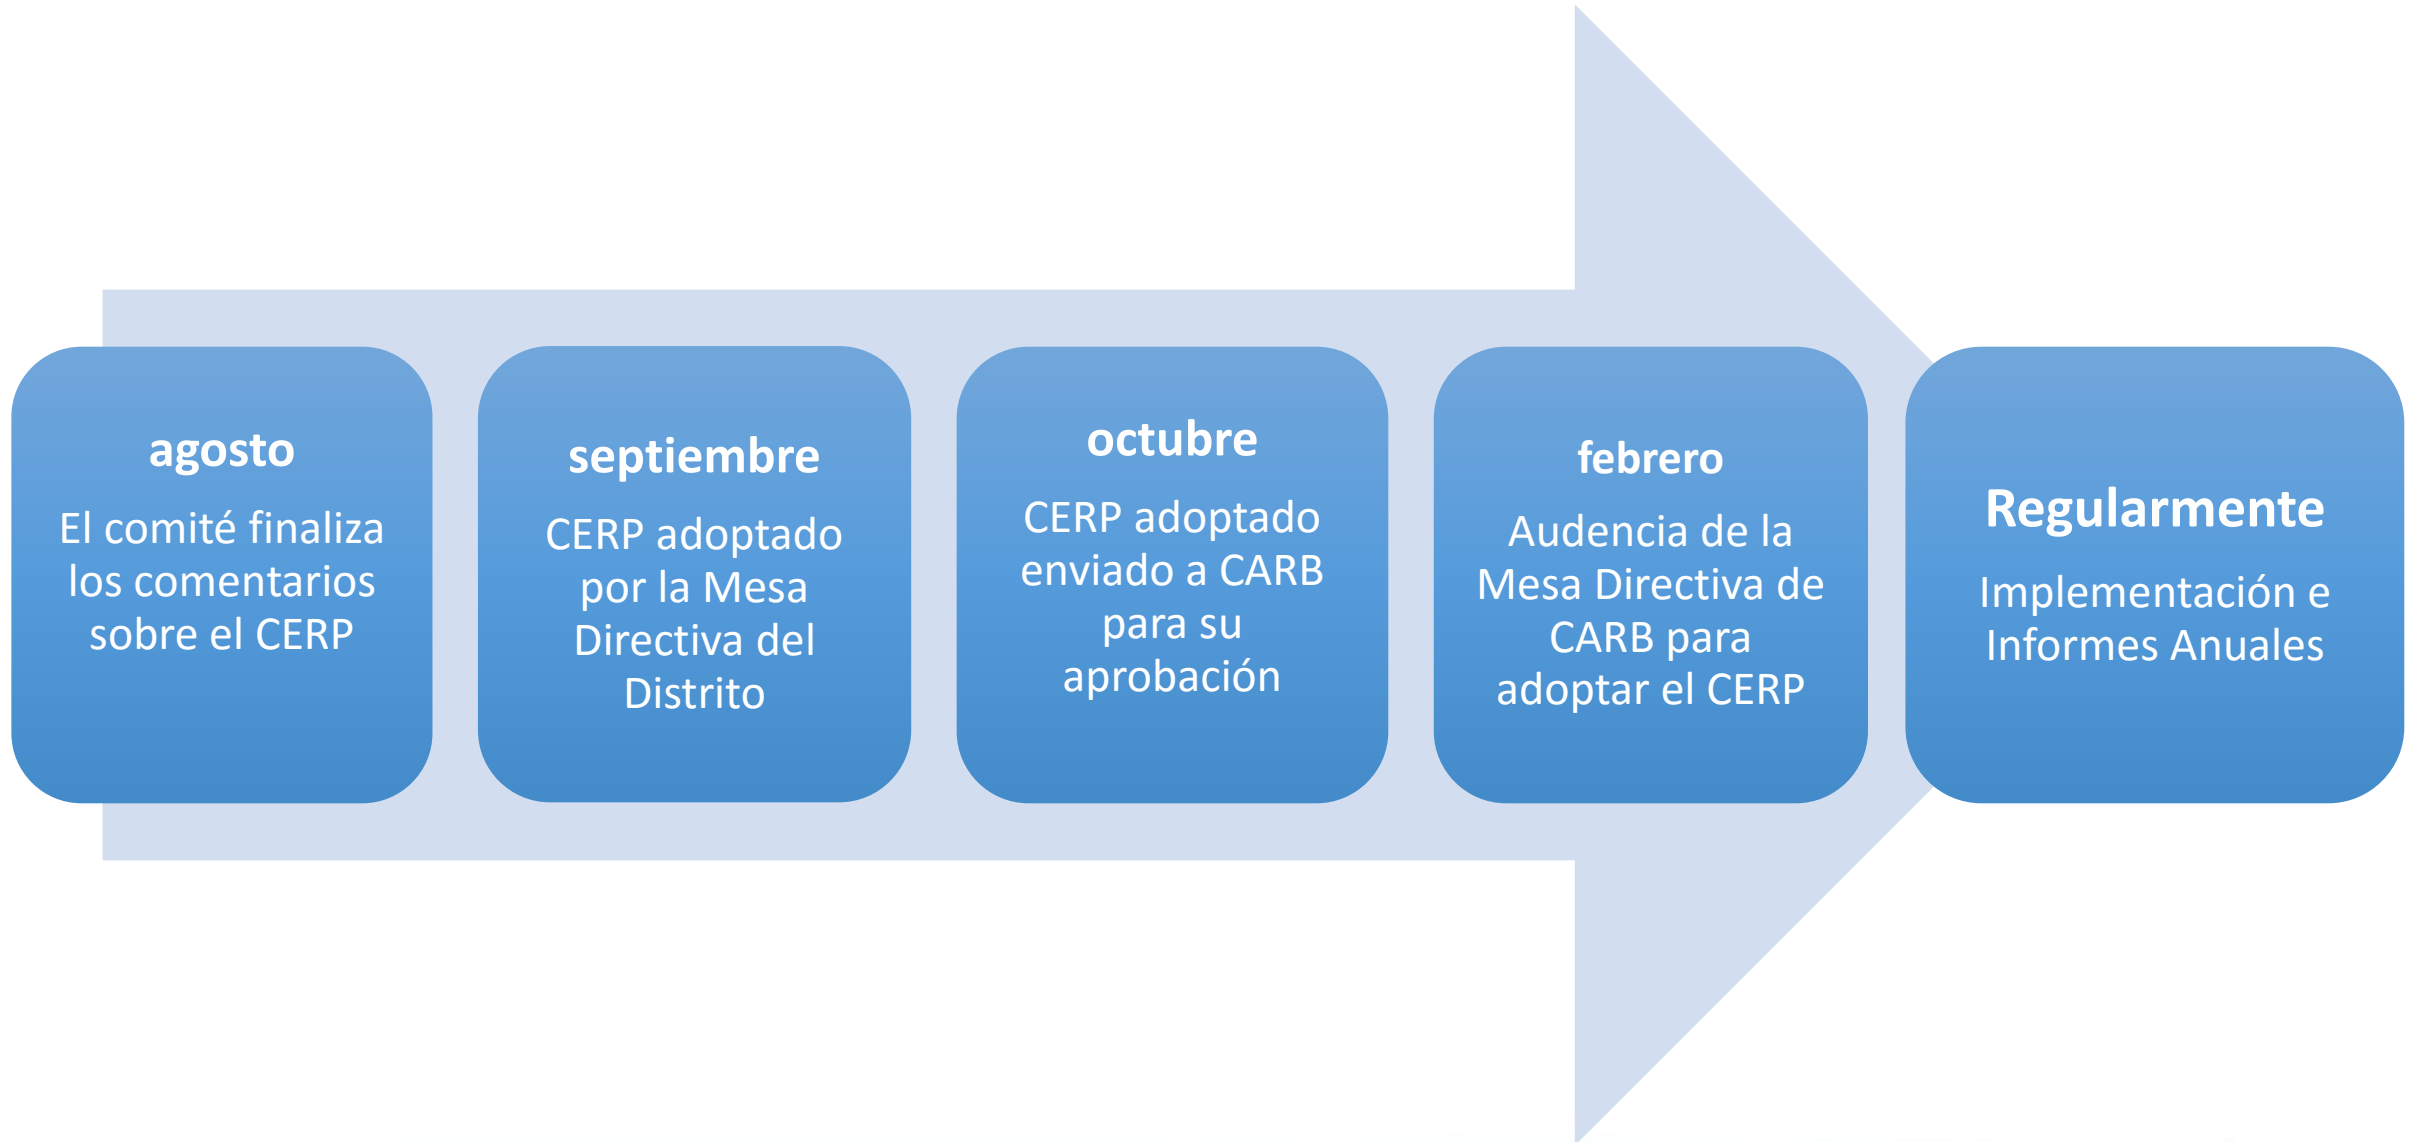 agosto
El comité finaliza
los comentarios
sobre el CERP
septiembre
CERP adoptado
por la Mesa
Directiva del
Distrito
octubre
CERP adoptado
enviado a CARB
para su
aprobación
febrero
Audencia de la
Mesa Directiva de
CARB para
adoptar el CERP
Regularmente
Implementación e
Informes Anuales